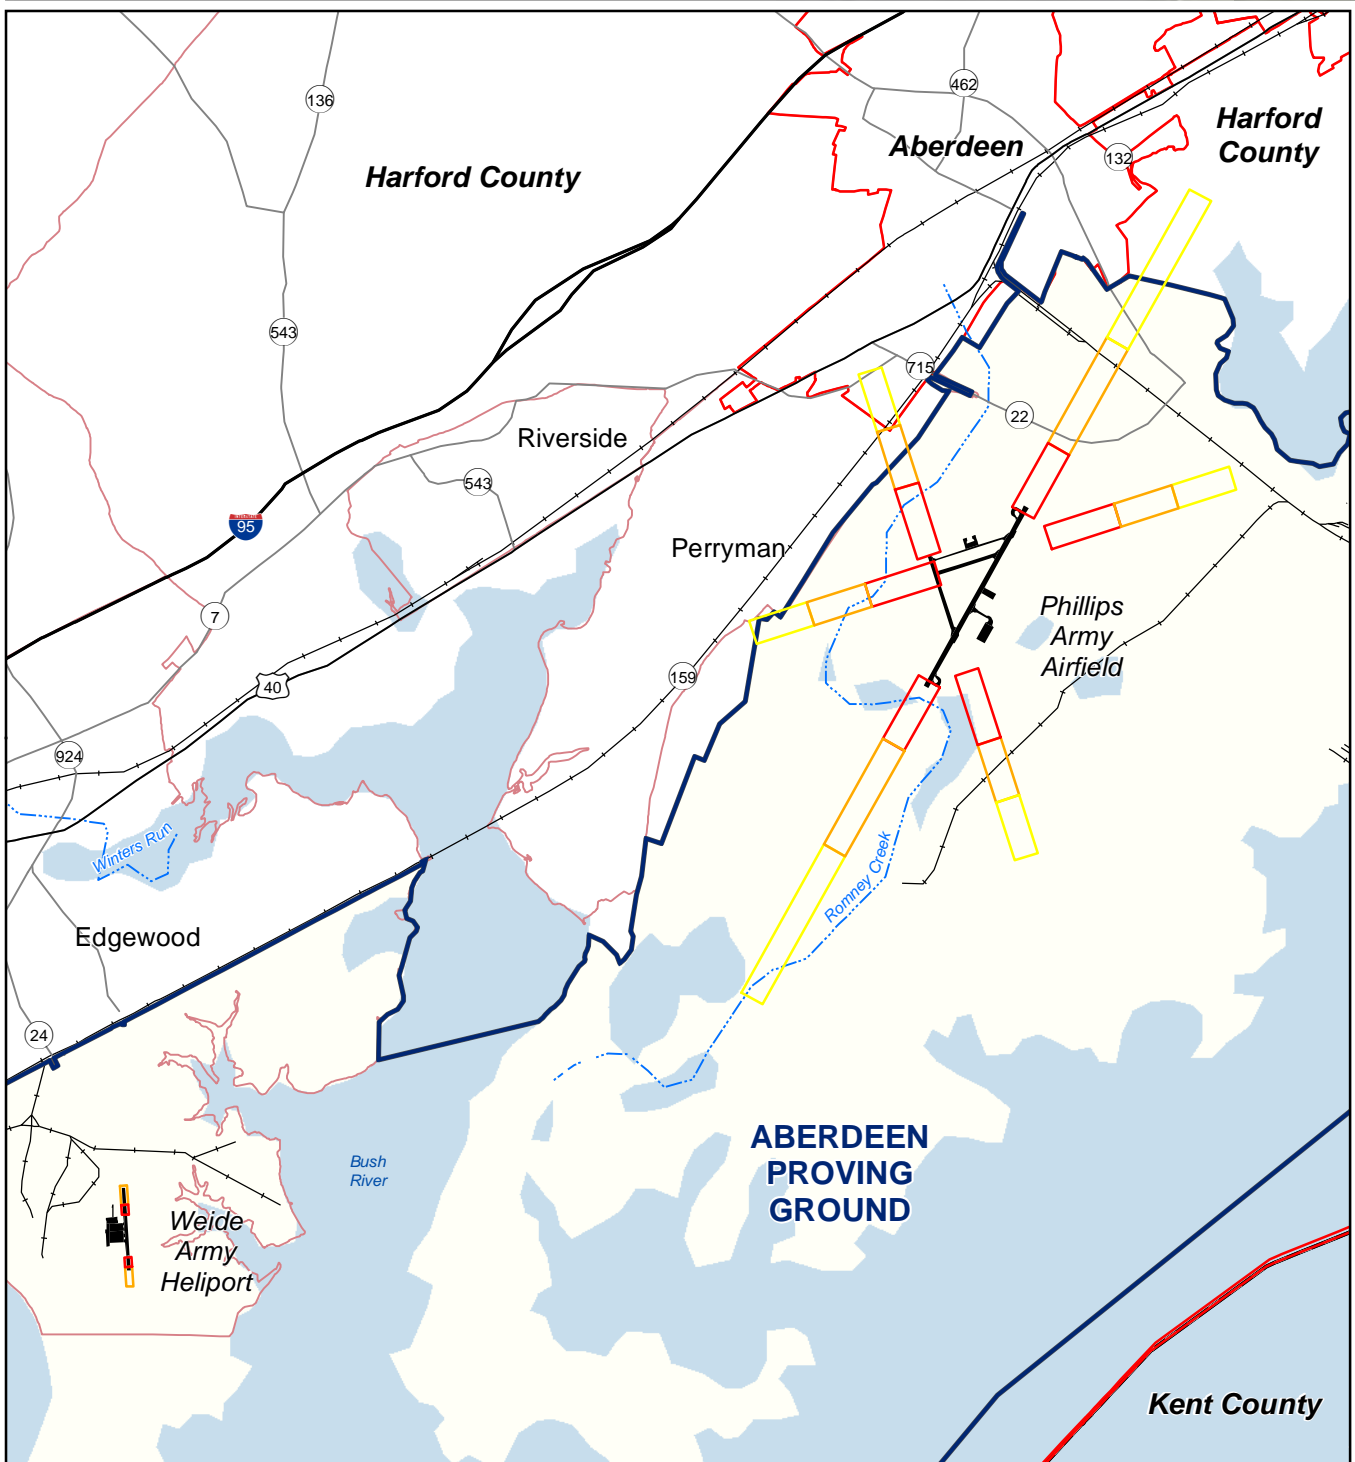 462
136
Harford
County
Aberdeen
132
Harford County
543
715
22
Riverside
543
INTERSTATE
95
Perryman
Phillips
Army
Airfield
7
159
40
924
Winters Run
Romney Creek
Edgewood
24
ABERDEEN
PROVING
GROUND
Bush
River
Weide
Army
Heliport
Kent County